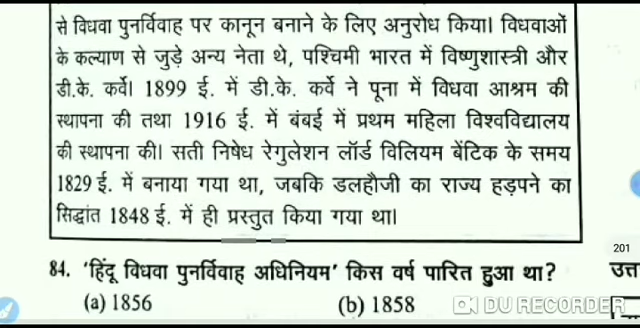 से विधवा पुनर्विवाह पर कानून बनाने के लिए अनुरोध किया। विधवाओं
के कल्याण से जुड़े अन्य नेता थे, पश्चिमी भारत में विष्णुशास्त्री और
डी.के. कर्वे। 1899 ई. में डी.के. कर्वे ने पूना में विधवा आश्रम की
स्थापना की तथा 1916 ई. में बंबई में प्रथम महिला विश्वविद्यालय
की स्थापना की। सती निषेध रेगुलेशन लॉर्ड विलियम बेंटिक के समय
1829 ई. में बनाया गया था, जबकि डलहौजी का राज्य हड़पने का
सिद्धांत 1848 ई. में ही प्रस्तुत किया गया था।
84. 'हिंदू विधवा पुनर्विवाह अधिनियम' किस वर्ष पारित हुआ था?
(a) 1856 (b) 1858
201
उत्त
DU RECORDER